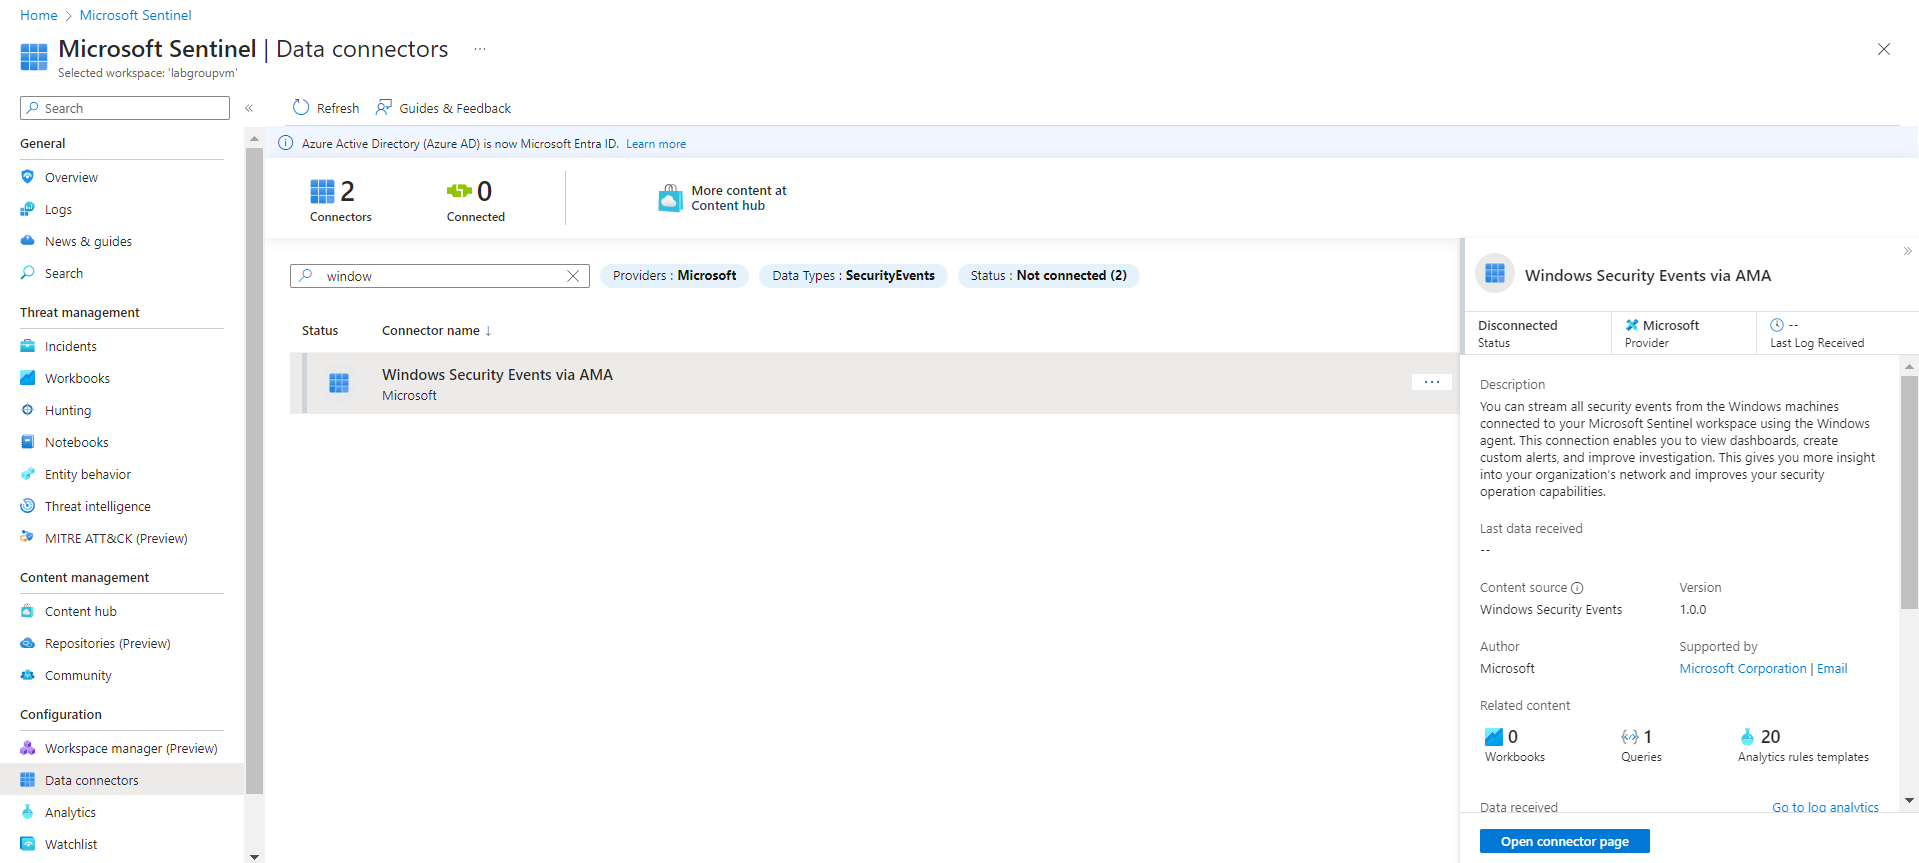 Home > Microsoft Sentinel
Microsoft Sentinel | Data connectors ...
Selected workspace: 'labgroupvm'
Search «
General
Overview
Logs
News & guides
Search
Threat management
Incidents
Workbooks
Hunting
Notebooks
Entity behavior
Threat intelligence
MITRE ATT&CK (Preview)
Content management
Content hub
Repositories (Preview)
Community
Configuration
Workspace manager (Preview)
Data connectors
Analytics
Watchlist
Refresh Guides & Feedback
Azure Active Directory (Azure AD) is now Microsoft Entra ID. Learn more
2 0
Connectors Connected
More content at
Content hub
window Providers : Microsoft Data Types : SecurityEvents Status : Not connected (2)
Status Connector name ↓
Windows Security Events via AMA ...
Microsoft
»
Windows Security Events via AMA
Disconnected Microsoft --
Status Provider Last Log Received
Description
You can stream all security events from the Windows machines
connected to your Microsoft Sentinel workspace using the Windows
agent. This connection enables you to view dashboards, create
custom alerts, and improve investigation. This gives you more insight
into your organization's network and improves your security
operation capabilities.
Last data received
--
Content source Version
Windows Security Events 1.0.0
Author Supported by
Microsoft Microsoft Corporation | Email
Related content
0 1 20
Workbooks Queries Analytics rules templates
Data received Go to log analytics
Open connector page